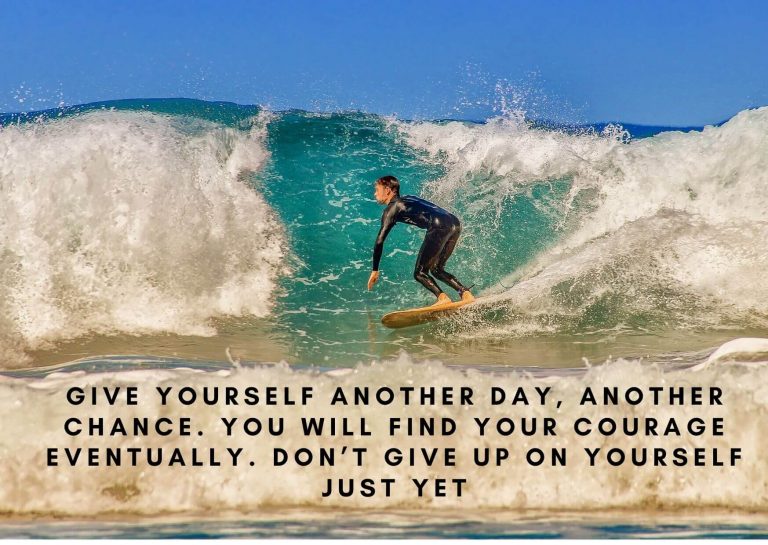 GIVE YOURSELF ANOTHER DAY, ANOTHER
CHANCE. YOU WILL FIND YOUR COURAGE
EVENTUALLY. DON’T GIVE UP ON YOURSELF
JUST YET